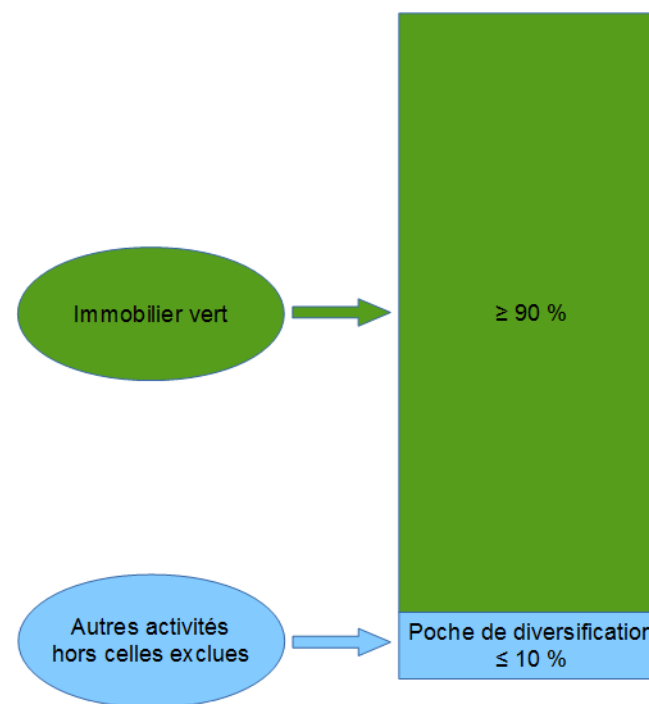 Immobilier vert
≥ 90 %
Autres activités
hors celles exclues
Poche de diversification
≤ 10 %